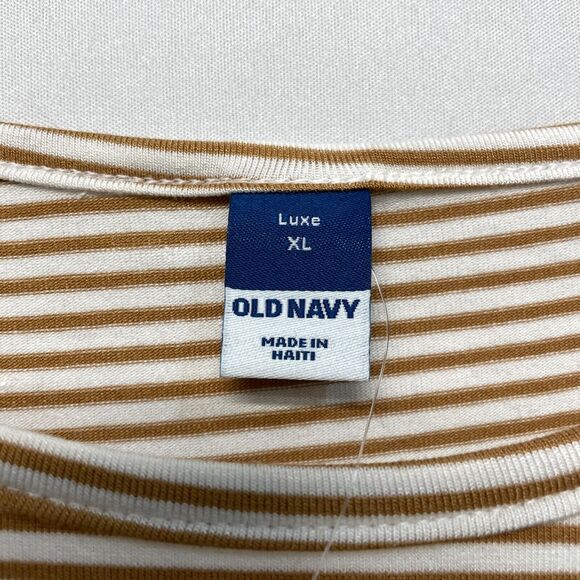 Luxe
XL
OLD NAVY
MADE IN
HAITI